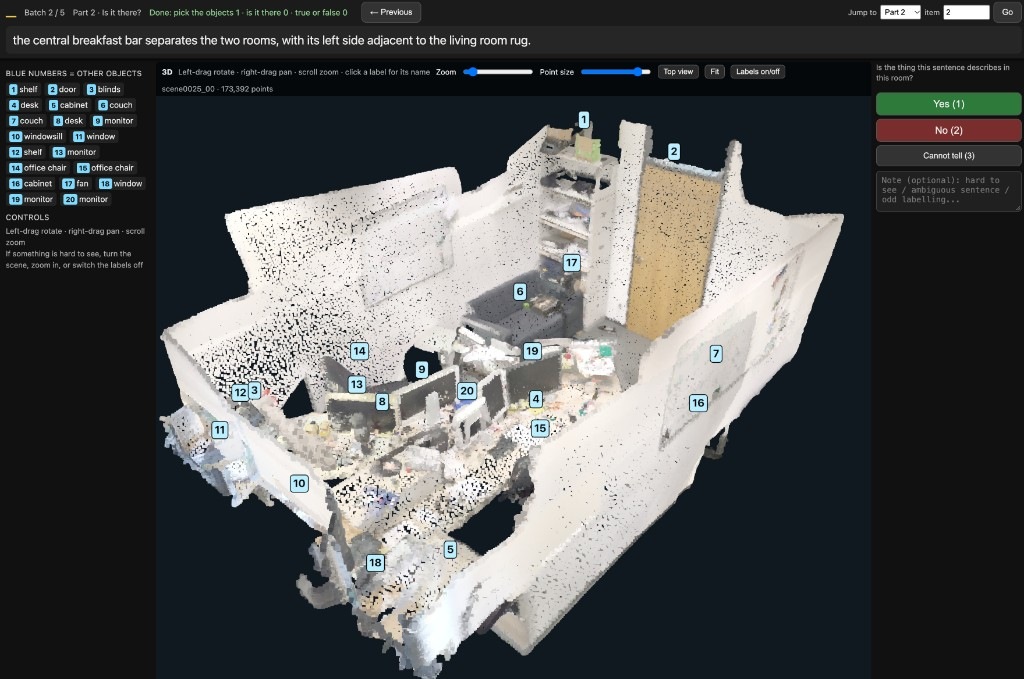 Batch 2 / 5 Part 2 · Is it there? Done: pick the objects 1 · is it there 0 · true or false 0 ← Previous Jump to Part 2 item 2 Go
the central breakfast bar separates the two rooms, with its left side adjacent to the living room rug.
BLUE NUMBERS = OTHER OBJECTS
1 shelf 2 door 3 blinds
4 desk 5 cabinet 6 couch
7 couch 8 desk 9 monitor
10 windowsill 11 window
12 shelf 13 monitor
14 office chair 15 office chair
16 cabinet 17 fan 18 window
19 monitor 20 monitor
CONTROLS
Left-drag rotate · right-drag pan · scroll
zoom
If something is hard to see, turn the
scene, zoom in, or switch the labels off
3D Left-drag rotate · right-drag pan · scroll zoom · click a label for its name Zoom Point size Top view Fit Labels on/off
scene0025_00 · 173,392 points
1
2
17
6
14
19
7
9
13
12 3
20
8
4
16
15
11
10
5
18
Is the thing this sentence describes in
this room?
Yes (1)
No (2)
Cannot tell (3)
Note (optional): hard to
see / ambiguous sentence /
odd labelling...